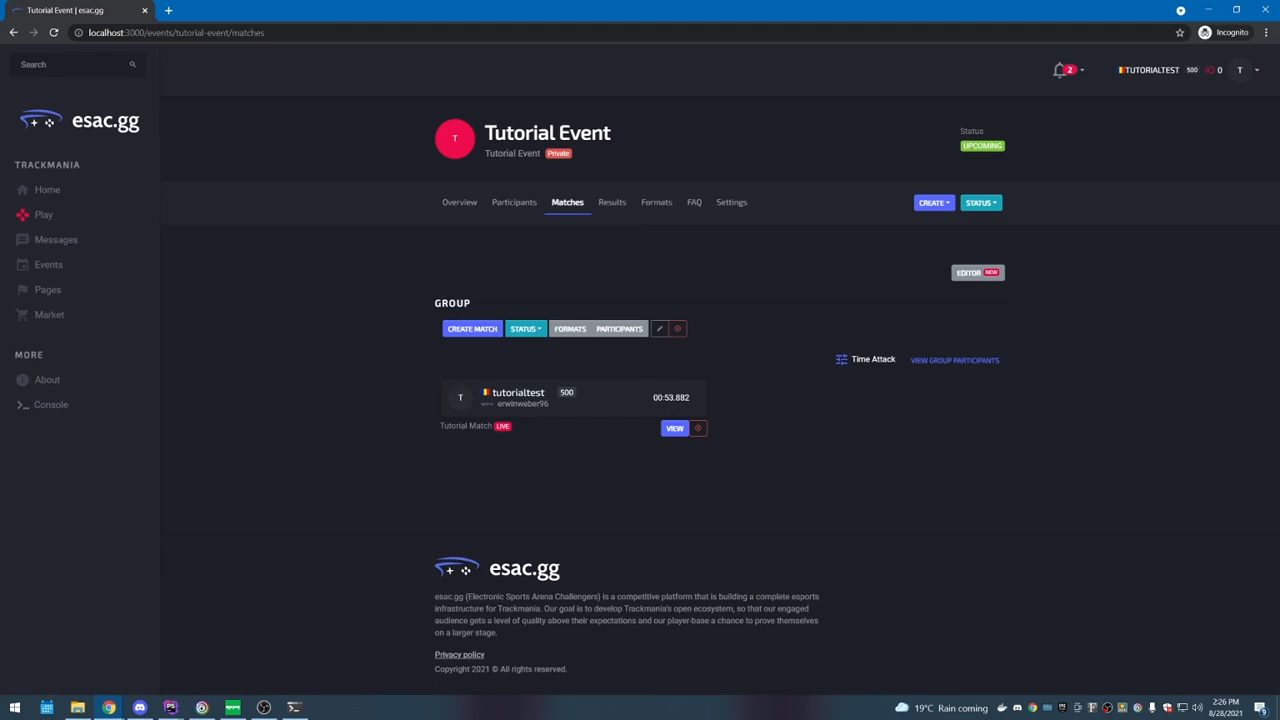 Tutorial Event | esac.gg
localhost:3000/events/tutorial-event/matches
Incognito
Search
2
TUTORIALTEST 500 0 T
esac.gg
TRACKMANIA
Home
Play
Messages
Events
Pages
Market
MORE
About
Console
T
Tutorial Event
Tutorial Event Private
Status
UPCOMING
Overview Participants Matches Results Formats FAQ Settings
CREATE STATUS
EDITOR NEW
GROUP
CREATE MATCH STATUS FORMATS PARTICIPANTS
Time Attack VIEW GROUP PARTICIPANTS
T
tutorialtest 500
erwinweber96
00:53.882
Tutorial Match LIVE
VIEW
esac.gg
esac.gg (Electronic Sports Arena Challengers) is a competitive platform that is building a complete esports
infrastructure for Trackmania. Our goal is to develop Trackmania's open ecosystem, so that our engaged
audience gets a level of quality above their expectations and our player-base a chance to prove themselves
on a larger stage.
Privacy policy
Copyright 2021 © All rights reserved.
19°C Rain coming
2:26 PM
8/28/2021